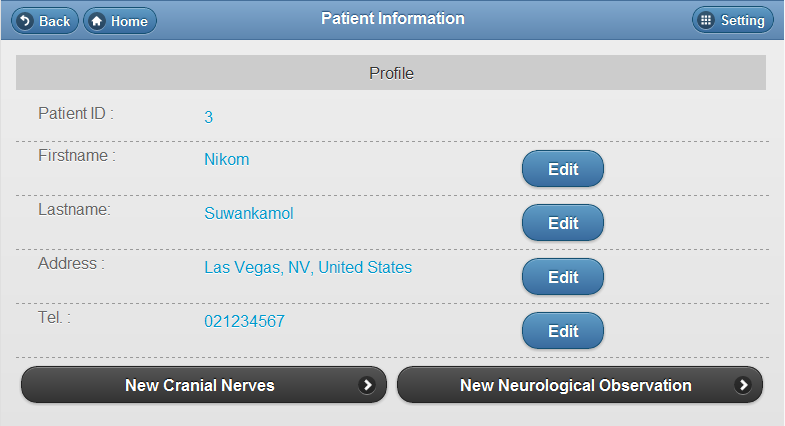 Back Home Patient Information Setting
Profile
Patient ID : 3
Firstname : Nikom Edit
Lastname: Suwankamol Edit
Address : Las Vegas, NV, United States Edit
Tel. : 021234567 Edit
New Cranial Nerves New Neurological Observation